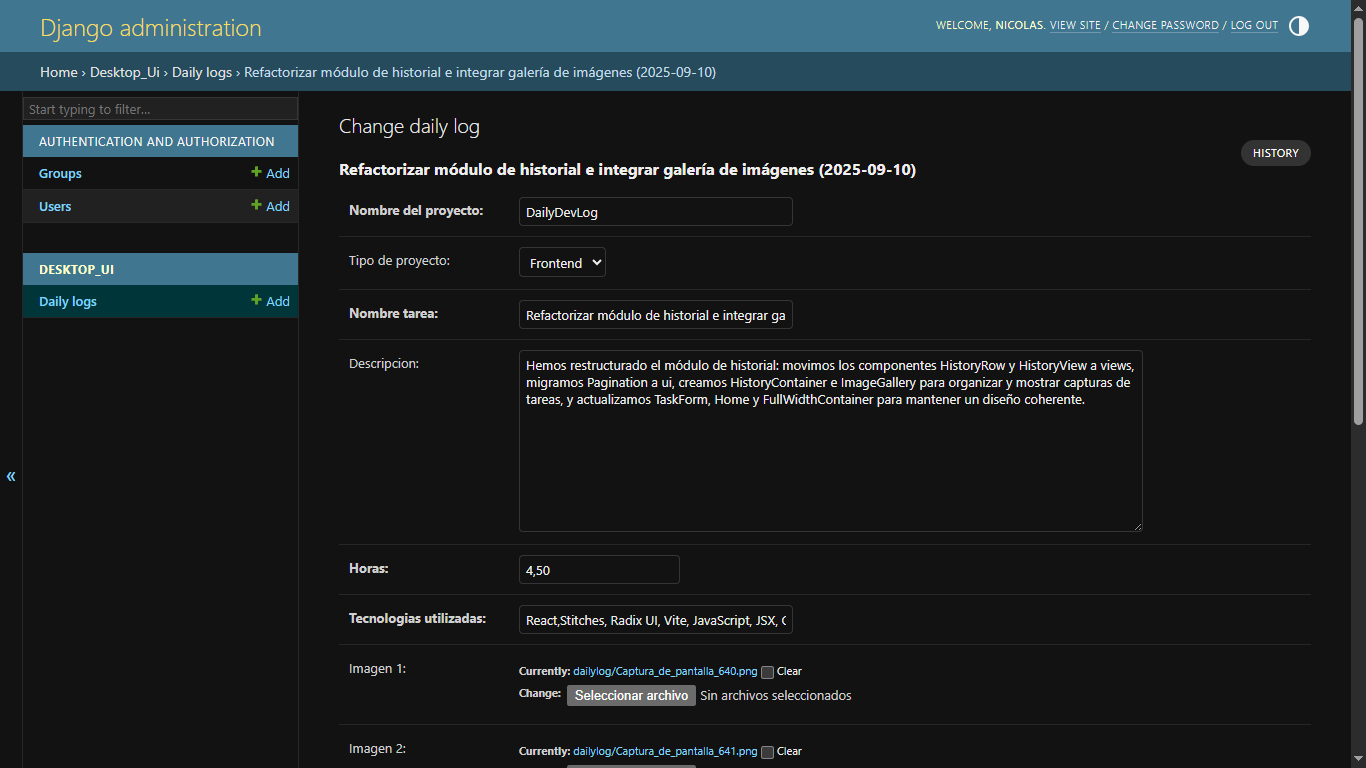 Django administration
WELCOME, NICOLAS. VIEW SITE / CHANGE PASSWORD / LOG OUT
Home › Desktop_Ui › Daily logs › Refactorizar módulo de historial e integrar galería de imágenes (2025-09-10)
Start typing to filter...
AUTHENTICATION AND AUTHORIZATION
Groups + Add
Users + Add
DESKTOP_UI
Daily logs + Add
«
Change daily log
HISTORY
Refactorizar módulo de historial e integrar galería de imágenes (2025-09-10)
Nombre del proyecto: DailyDevLog
Tipo de proyecto: Frontend
Nombre tarea: Refactorizar módulo de historial e integrar ga
Descripcion:
Hemos restructurado el módulo de historial: movimos los componentes HistoryRow y HistoryView a views,
migramos Pagination a ui, creamos HistoryContainer e ImageGallery para organizar y mostrar capturas de
tareas, y actualizamos TaskForm, Home y FullWidthContainer para mantener un diseño coherente.
Horas: 4,50
Tecnologias utilizadas: React,Stitches, Radix UI, Vite, JavaScript, JSX,
Imagen 1: Currently: dailylog/Captura_de_pantalla_640.png Clear
Change: Seleccionar archivo Sin archivos seleccionados
Imagen 2: Currently: dailylog/Captura_de_pantalla_641.png Clear